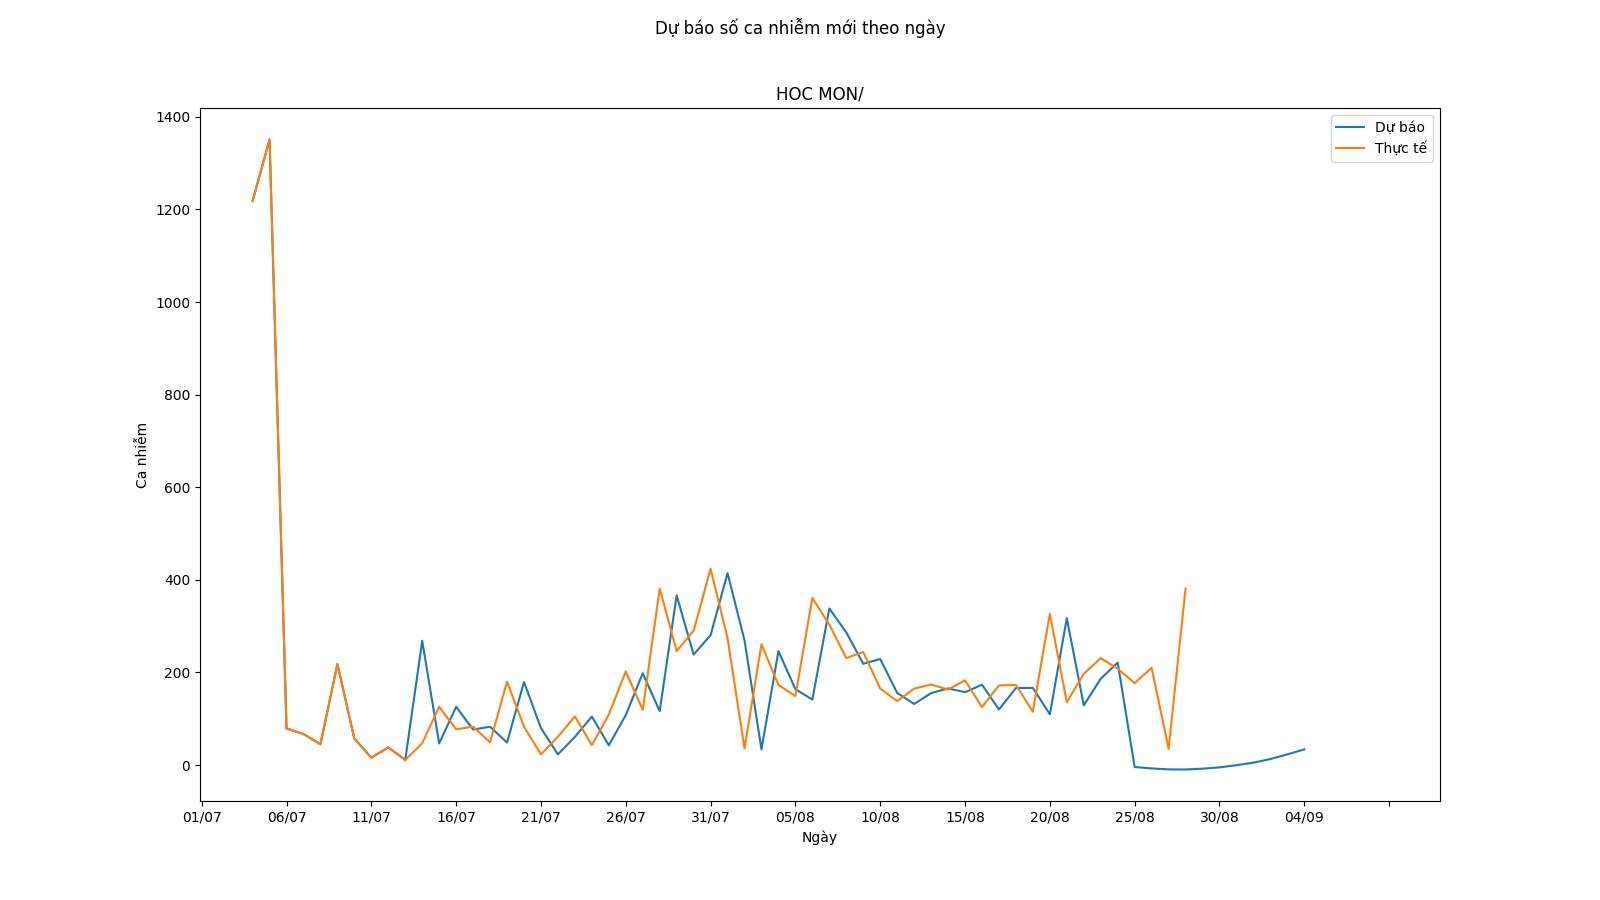 Dự báo số ca nhiễm mới theo ngày
HOC MON/
Dự báo
Thực tế
1400
1200
1000
800
600
400
200
0
Ca nhiễm
01/07 06/07 11/07 16/07 21/07 26/07 31/07 05/08 10/08 15/08 20/08 25/08 30/08 04/09
Ngày